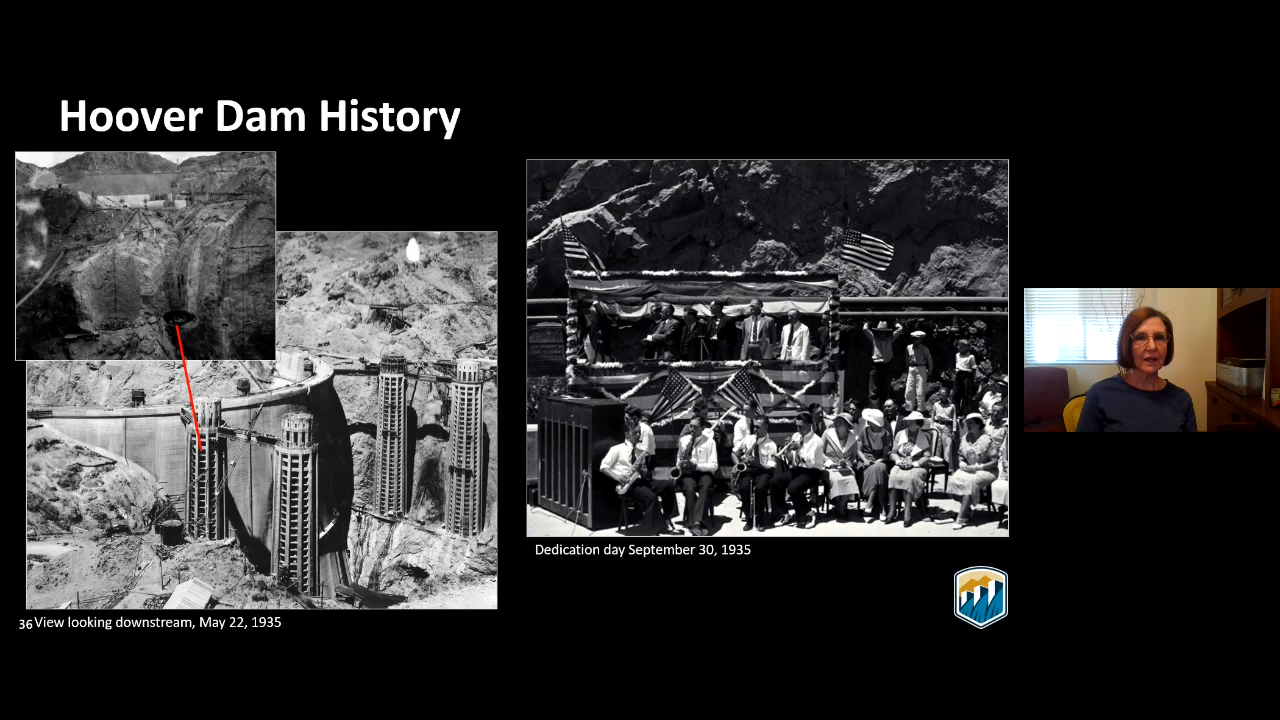 Hoover Dam History
36 View looking downstream, May 22, 1935
Dedication day September 30, 1935